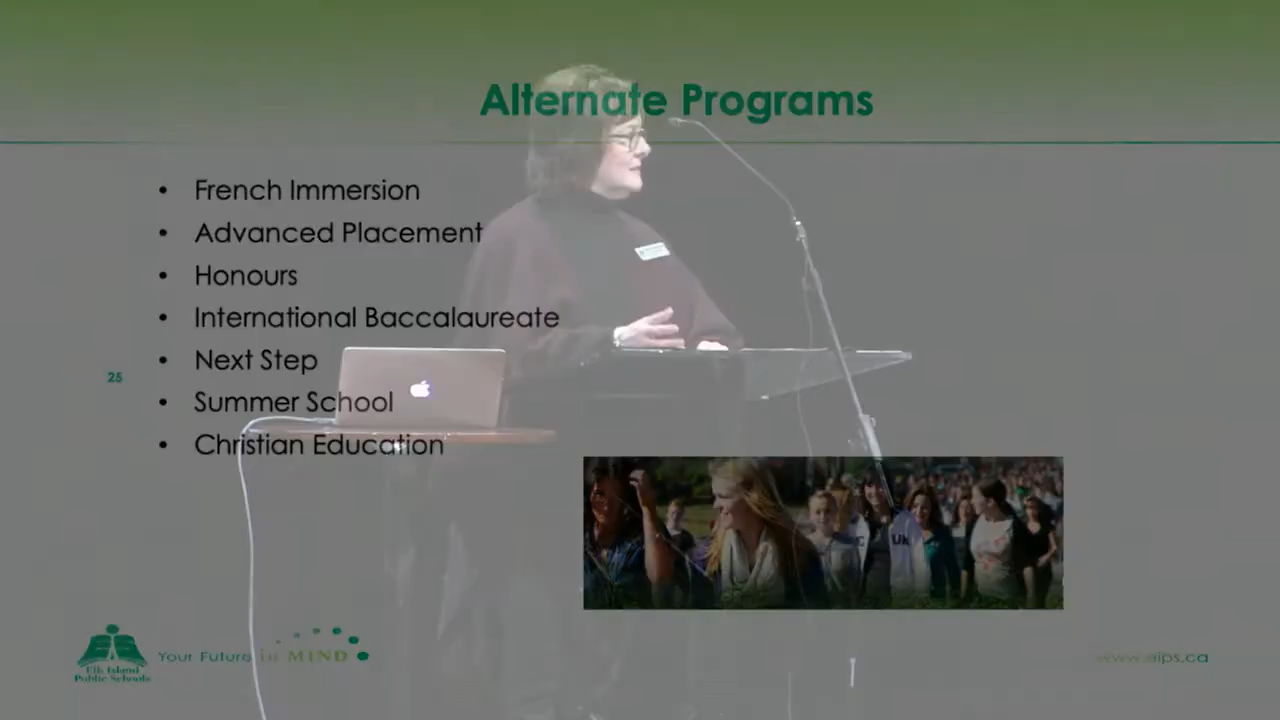 Alternate Programs
• French Immersion
• Advanced Placement
• Honours
• International Baccalaureate
• Next Step
• Summer School
• Christian Education
25
UK
Elk Island
Public Schools
Your Future in MIND
www.eips.ca